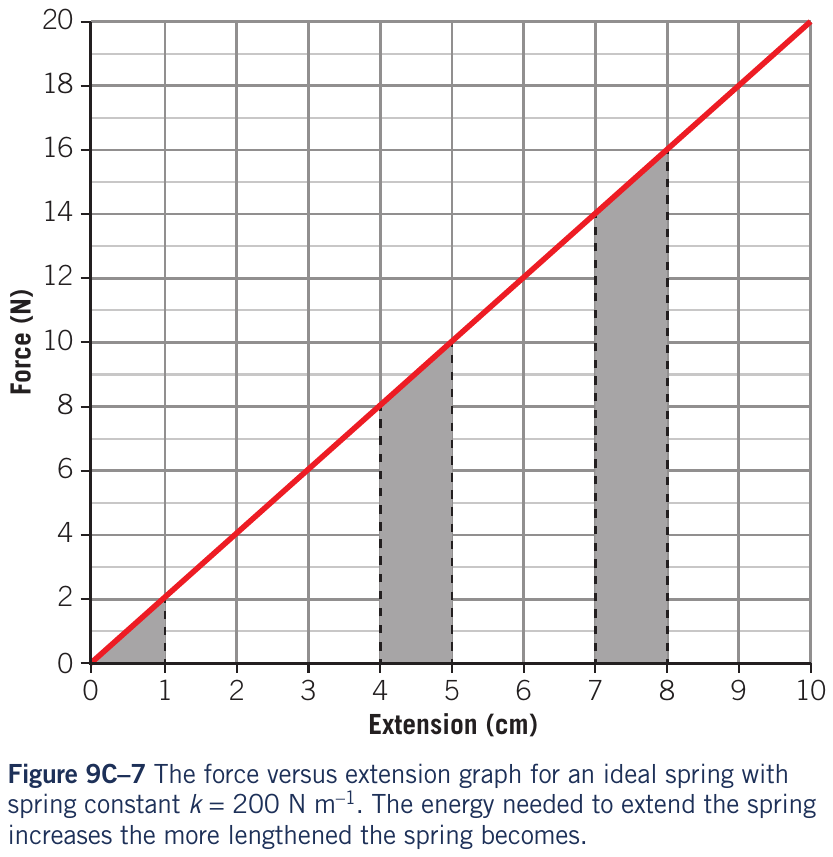 20
18
16
14
12
10
8
6
4
2
0
Force (N)
0 1 2 3 4 5 6 7 8 9 10
Extension (cm)
Figure 9C–7 The force versus extension graph for an ideal spring with
spring constant k = 200 N m⁻¹. The energy needed to extend the spring
increases the more lengthened the spring becomes.